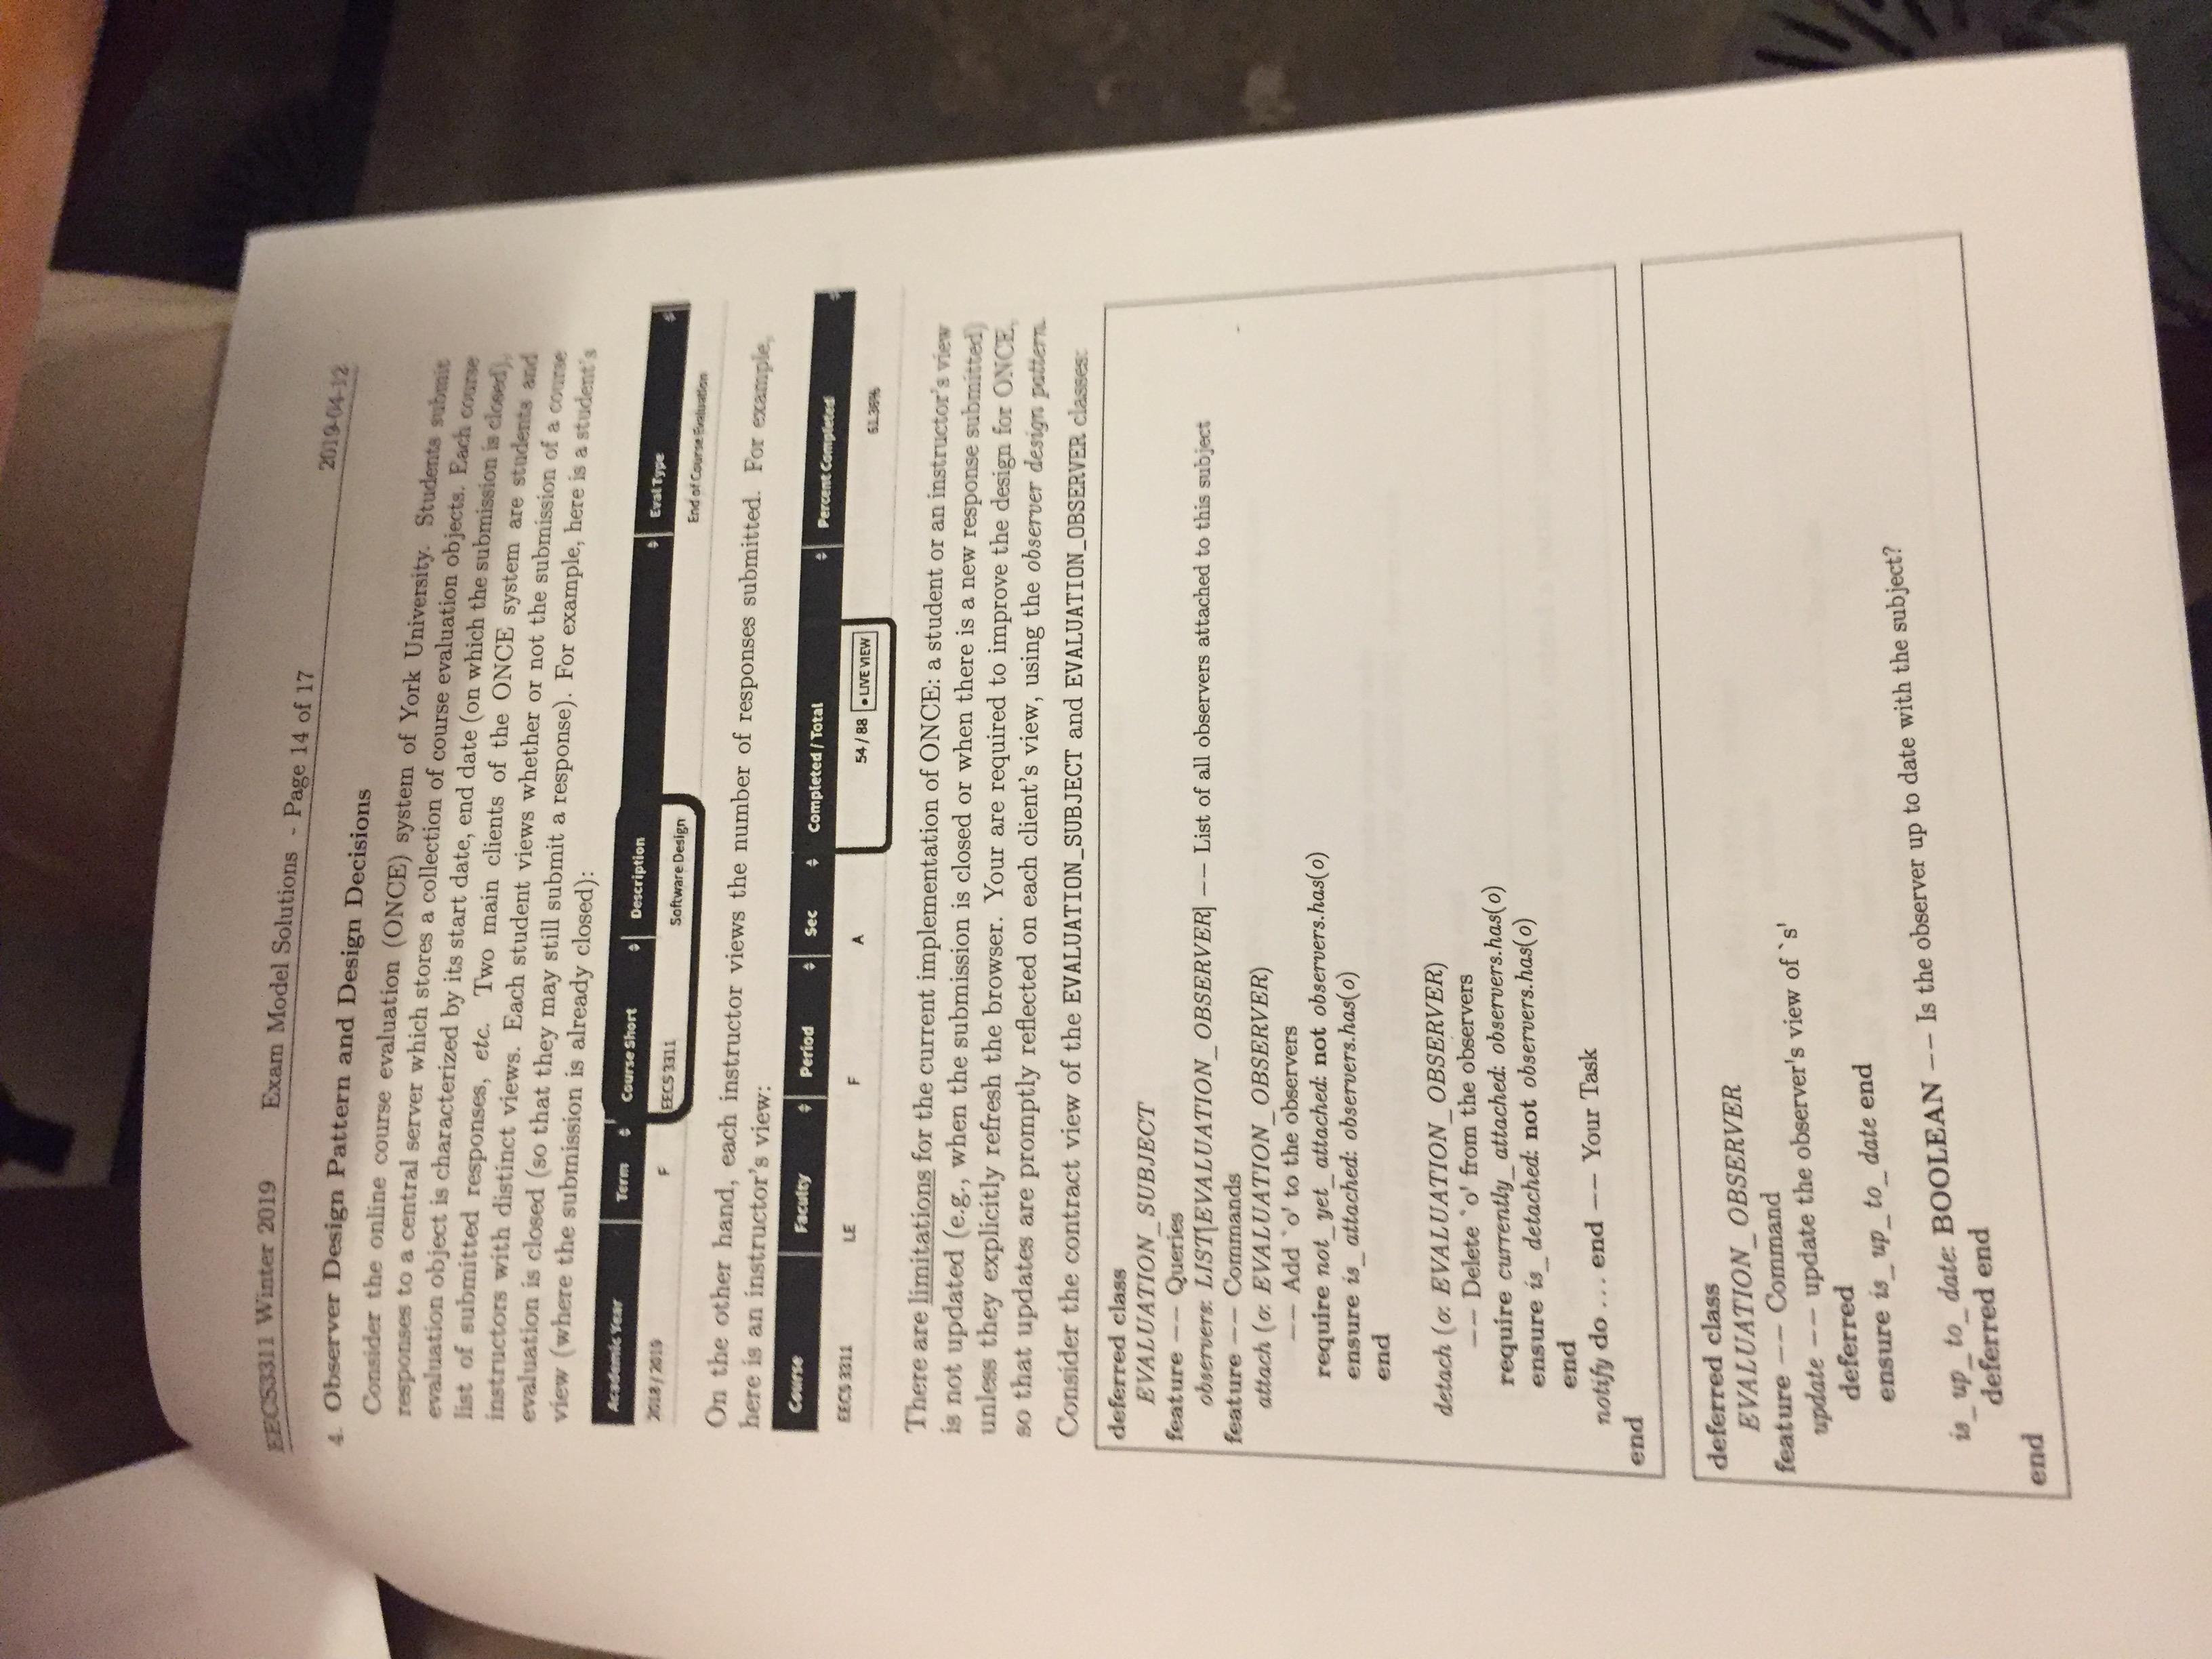 EECS3311 Winter 2019 Exam Model Solutions - Page 14 of 17 2019-04-12
4. Observer Design Pattern and Design Decisions
Consider the online course evaluation (ONCE) system of York University. Students submit
responses to a central server which stores a collection of course evaluation objects. Each course
evaluation object is characterized by its start date, end date (on which the submission is closed),
list of submitted responses, etc. Two main clients of the ONCE system are students and
instructors with distinct views. Each student views whether or not the submission of a course
evaluation is closed (so that they may still submit a response). For example, here is a student's
view (where the submission is already closed):
Academic Year Term Course Short Description Eval Type
2018 / 2019 F EECS 3311 Software Design End of Course Evaluation
On the other hand, each instructor views the number of responses submitted. For example,
here is an instructor's view:
Course Faculty Period Sec Completed / Total Percent Completed
EECS 3311 LE F A 54 / 88 • LIVE VIEW 61.36%
There are limitations for the current implementation of ONCE: a student or an instructor's view
is not updated (e.g., when the submission is closed or when there is a new response submitted)
unless they explicitly refresh the browser. Your are required to improve the design for ONCE,
so that updates are promptly reflected on each client's view, using the observer design pattern.
Consider the contract view of the EVALUATION_SUBJECT and EVALUATION_OBSERVER classes:
deferred class
EVALUATION_SUBJECT
feature -- Queries
observers: LIST[EVALUATION_OBSERVER] -- List of all observers attached to this subject
feature -- Commands
attach (o: EVALUATION_OBSERVER)
-- Add `o' to the observers
require not_yet_attached: not observers.has(o)
ensure is_attached: observers.has(o)
end
detach (o: EVALUATION_OBSERVER)
-- Delete `o' from the observers
require currently_attached: observers.has(o)
ensure is_detached: not observers.has(o)
end
notify do ... end -- Your Task
end
deferred class
EVALUATION_OBSERVER
feature -- Command
update -- update the observer's view of `s'
deferred
ensure is_up_to_date end
is_up_to_date: BOOLEAN -- Is the observer up to date with the subject?
deferred end
end